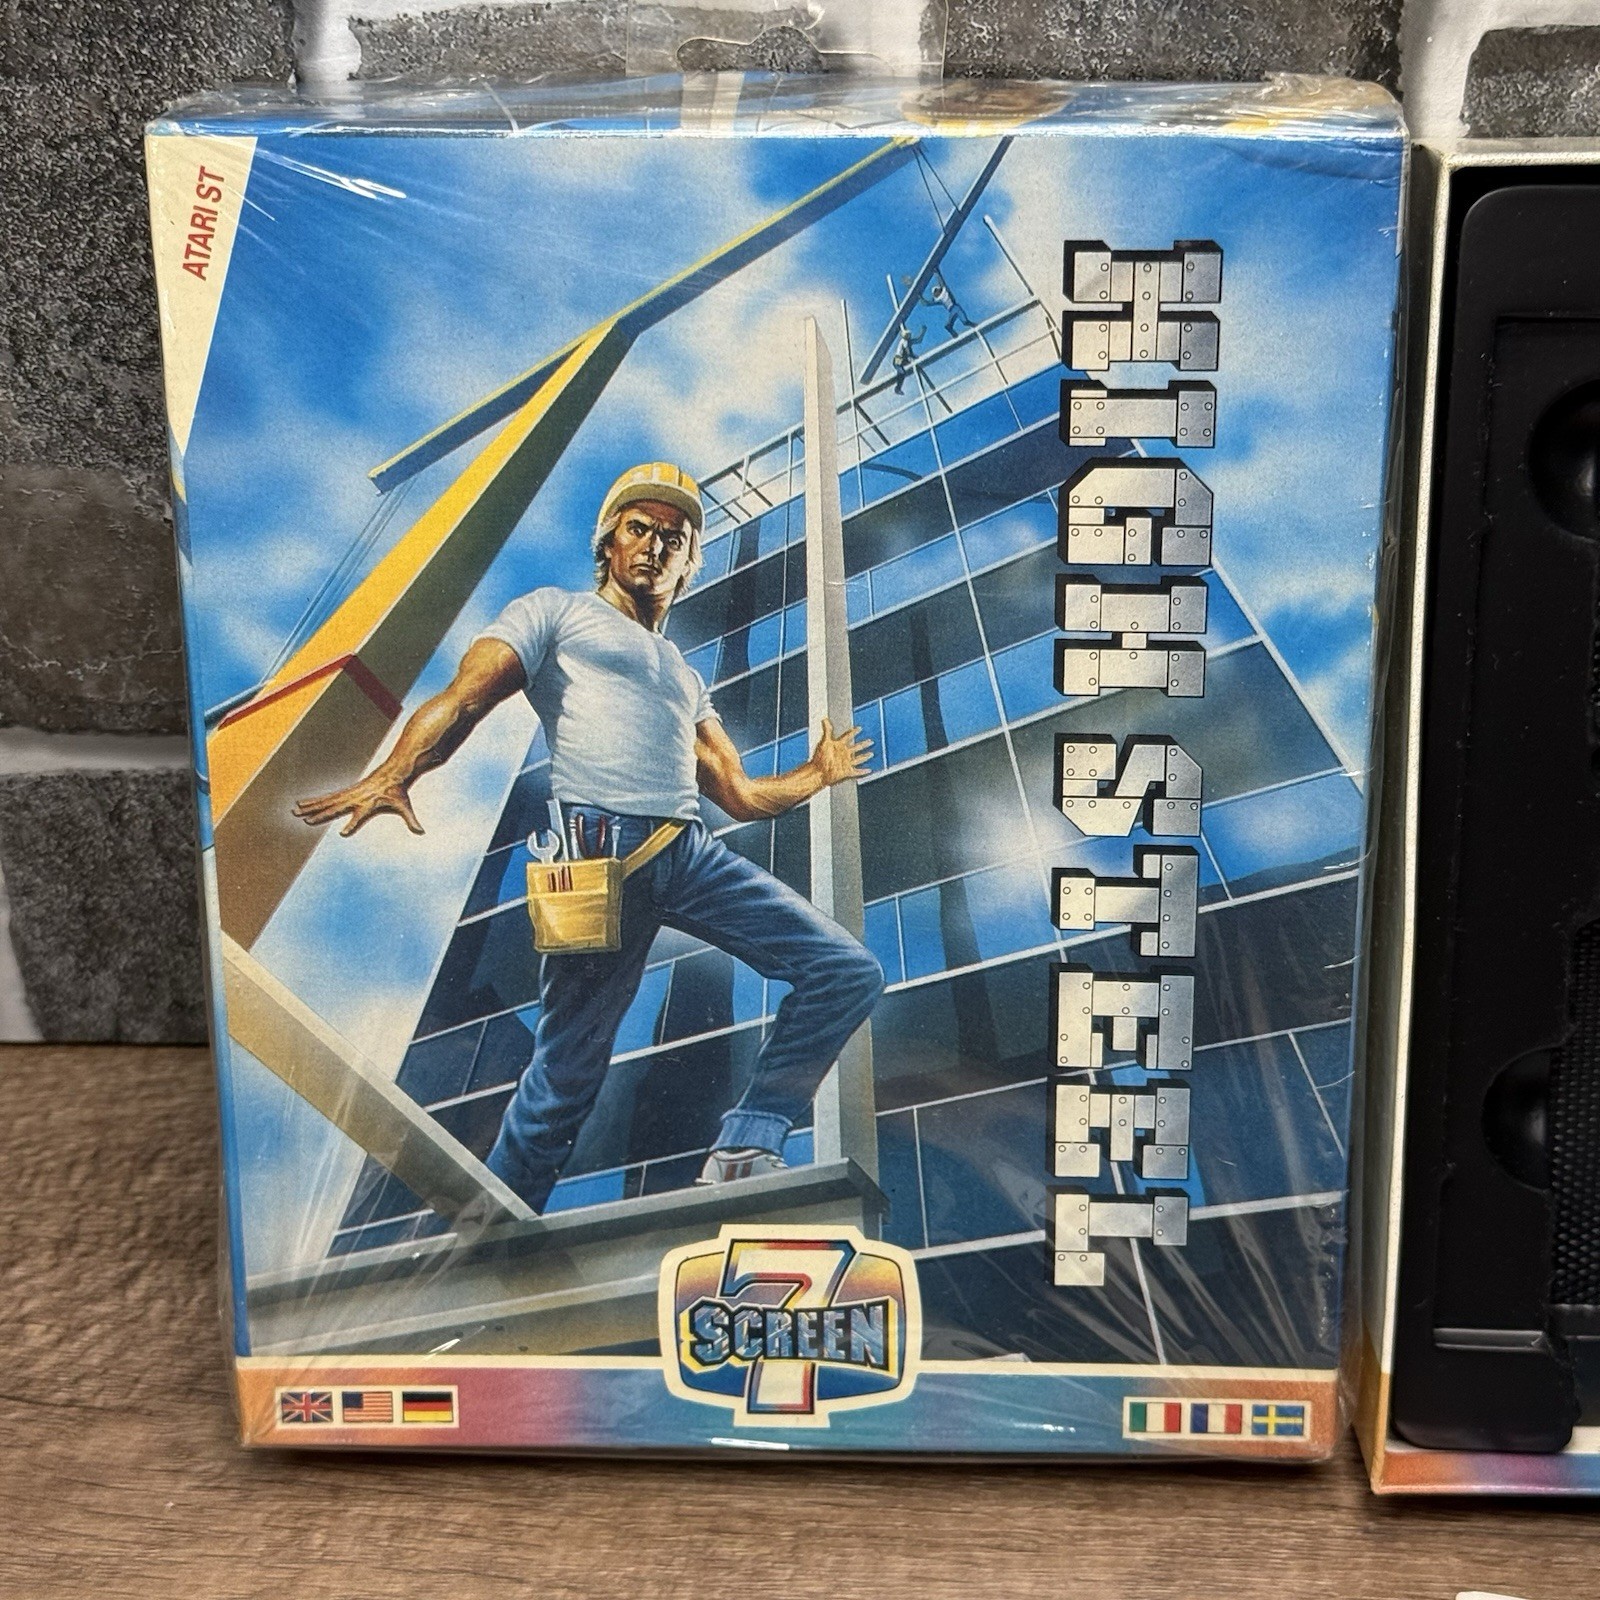 ATARI ST
HIGH STEEL
7
SCREEN